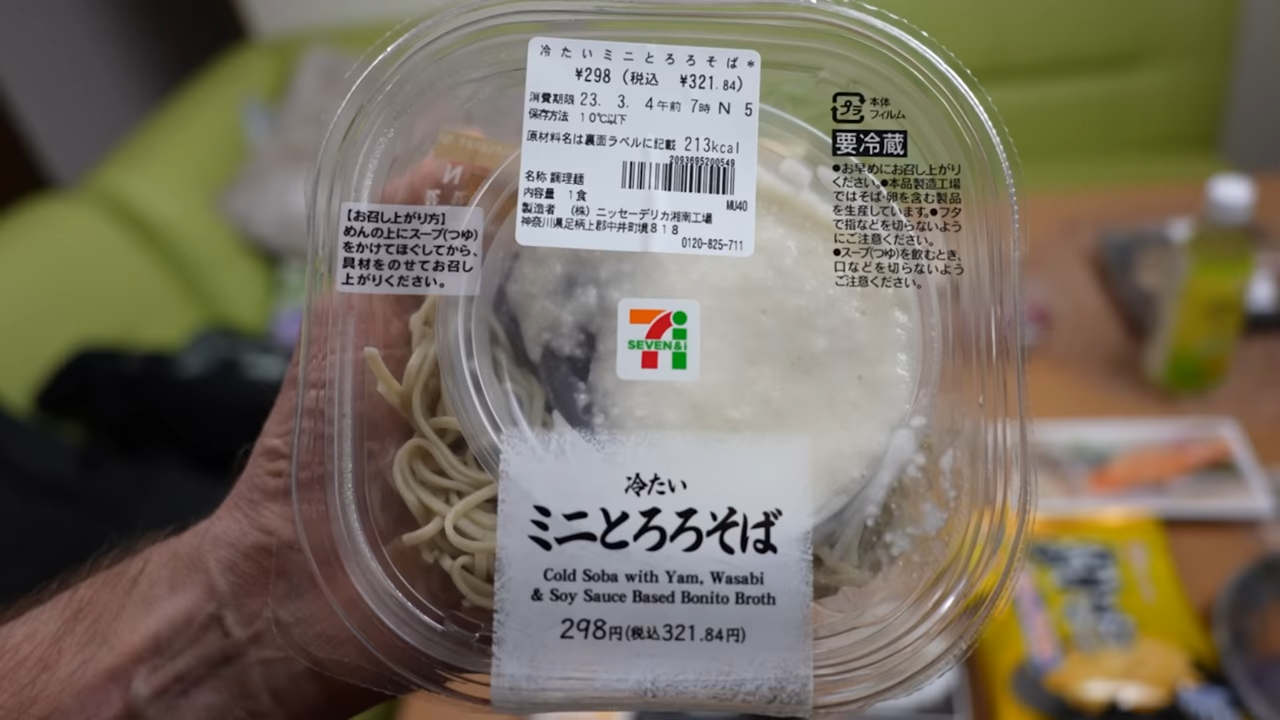 冷たいミニとろろそば*
¥298 (税込 ¥321.84)
消費期限 23. 3. 4午前 7時 N 5
保存方法 10℃以下
原材料名は裏面ラベルに記載 213kcal
2093695200549
名称 調理麺
内容量 1食
MU40
製造者 (株) ニッセーデリカ湘南工場
神奈川県足柄上郡中井町境818
0120-825-711
プラ
本体
フィルム
要冷蔵
●お早めにお召し上がり
ください。●本品製造工場
ではそば・卵を含む製品
を生産しています。●フタ
で指などを切らないよう
にご注意ください。
●スープ(つゆ)を飲むとき、
口などを切らないよう
ご注意ください。
【お召し上がり方】
めんの上にスープ(つゆ)
をかけてほぐしてから、
具材をのせてお召し
上がりください。
7i
SEVEN&i
冷たい
ミニとろろそば
Cold Soba with Yam, Wasabi
& Soy Sauce Based Bonito Broth
298円(税込321.84円)